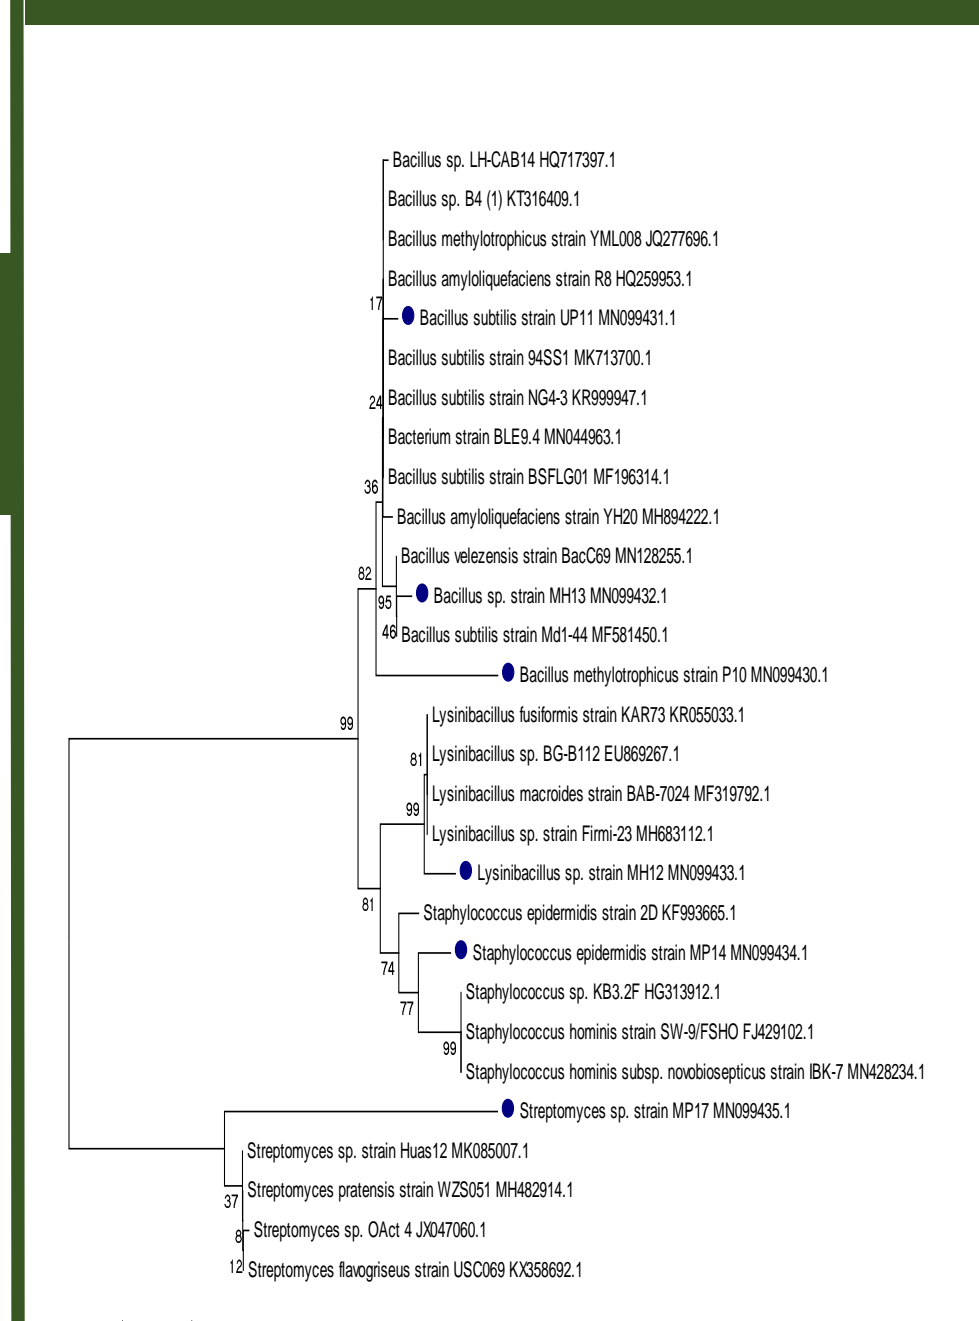 Bacillus sp. LH-CAB14 HQ717397.1
Bacillus sp. B4 (1) KT316409.1
Bacillus methylotrophicus strain YML008 JQ277696.1
Bacillus amyloliquefaciens strain R8 HQ259953.1
17
Bacillus subtilis strain UP11 MN099431.1
Bacillus subtilis strain 94SS1 MK713700.1
24 Bacillus subtilis strain NG4-3 KR999947.1
Bacterium strain BLE9.4 MN044963.1
Bacillus subtilis strain BSFLG01 MF196314.1
36
Bacillus amyloliquefaciens strain YH20 MH894222.1
Bacillus velezensis strain BacC69 MN128255.1
82
95 Bacillus sp. strain MH13 MN099432.1
46 Bacillus subtilis strain Md1-44 MF581450.1
Bacillus methylotrophicus strain P10 MN099430.1
Lysinibacillus fusiformis strain KAR73 KR055033.1
99
81 Lysinibacillus sp. BG-B112 EU869267.1
Lysinibacillus macroides strain BAB-7024 MF319792.1
99
Lysinibacillus sp. strain Firmi-23 MH683112.1
Lysinibacillus sp. strain MH12 MN099433.1
81
Staphylococcus epidermidis strain 2D KF993665.1
Staphylococcus epidermidis strain MP14 MN099434.1
74
Staphylococcus sp. KB3.2F HG313912.1
77
Staphylococcus hominis strain SW-9/FSHO FJ429102.1
99
Staphylococcus hominis subsp. novobiosepticus strain IBK-7 MN428234.1
Streptomyces sp. strain MP17 MN099435.1
Streptomyces sp. strain Huas12 MK085007.1
Streptomyces pratensis strain WZS051 MH482914.1
37
Streptomyces sp. OAct 4 JX047060.1
8
12 Streptomyces flavogriseus strain USC069 KX358692.1